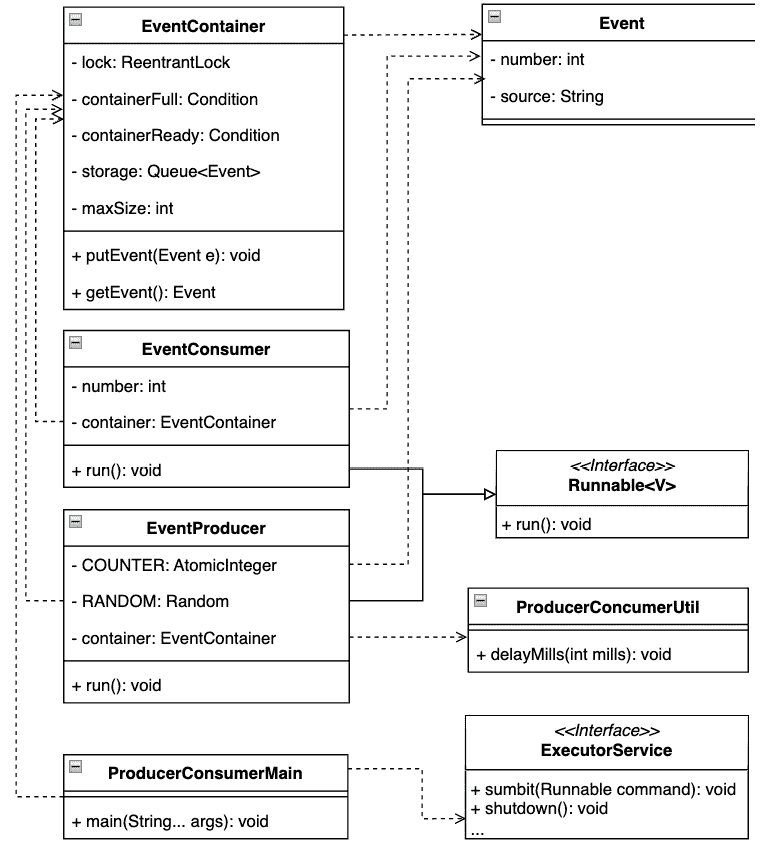 EventContainer
- lock: ReentrantLock
- containerFull: Condition
- containerReady: Condition
- storage: Queue<Event>
- maxSize: int
+ putEvent(Event e): void
+ getEvent(): Event
Event
- number: int
- source: String
EventConsumer
- number: int
- container: EventContainer
+ run(): void
<<Interface>>
Runnable<V>
+ run(): void
EventProducer
- COUNTER: AtomicInteger
- RANDOM: Random
- container: EventContainer
+ run(): void
ProducerConcumerUtil
+ delayMills(int mills): void
ProducerConsumerMain
+ main(String... args): void
<<Interface>>
ExecutorService
+ sumbit(Runnable command): void
+ shutdown(): void
...